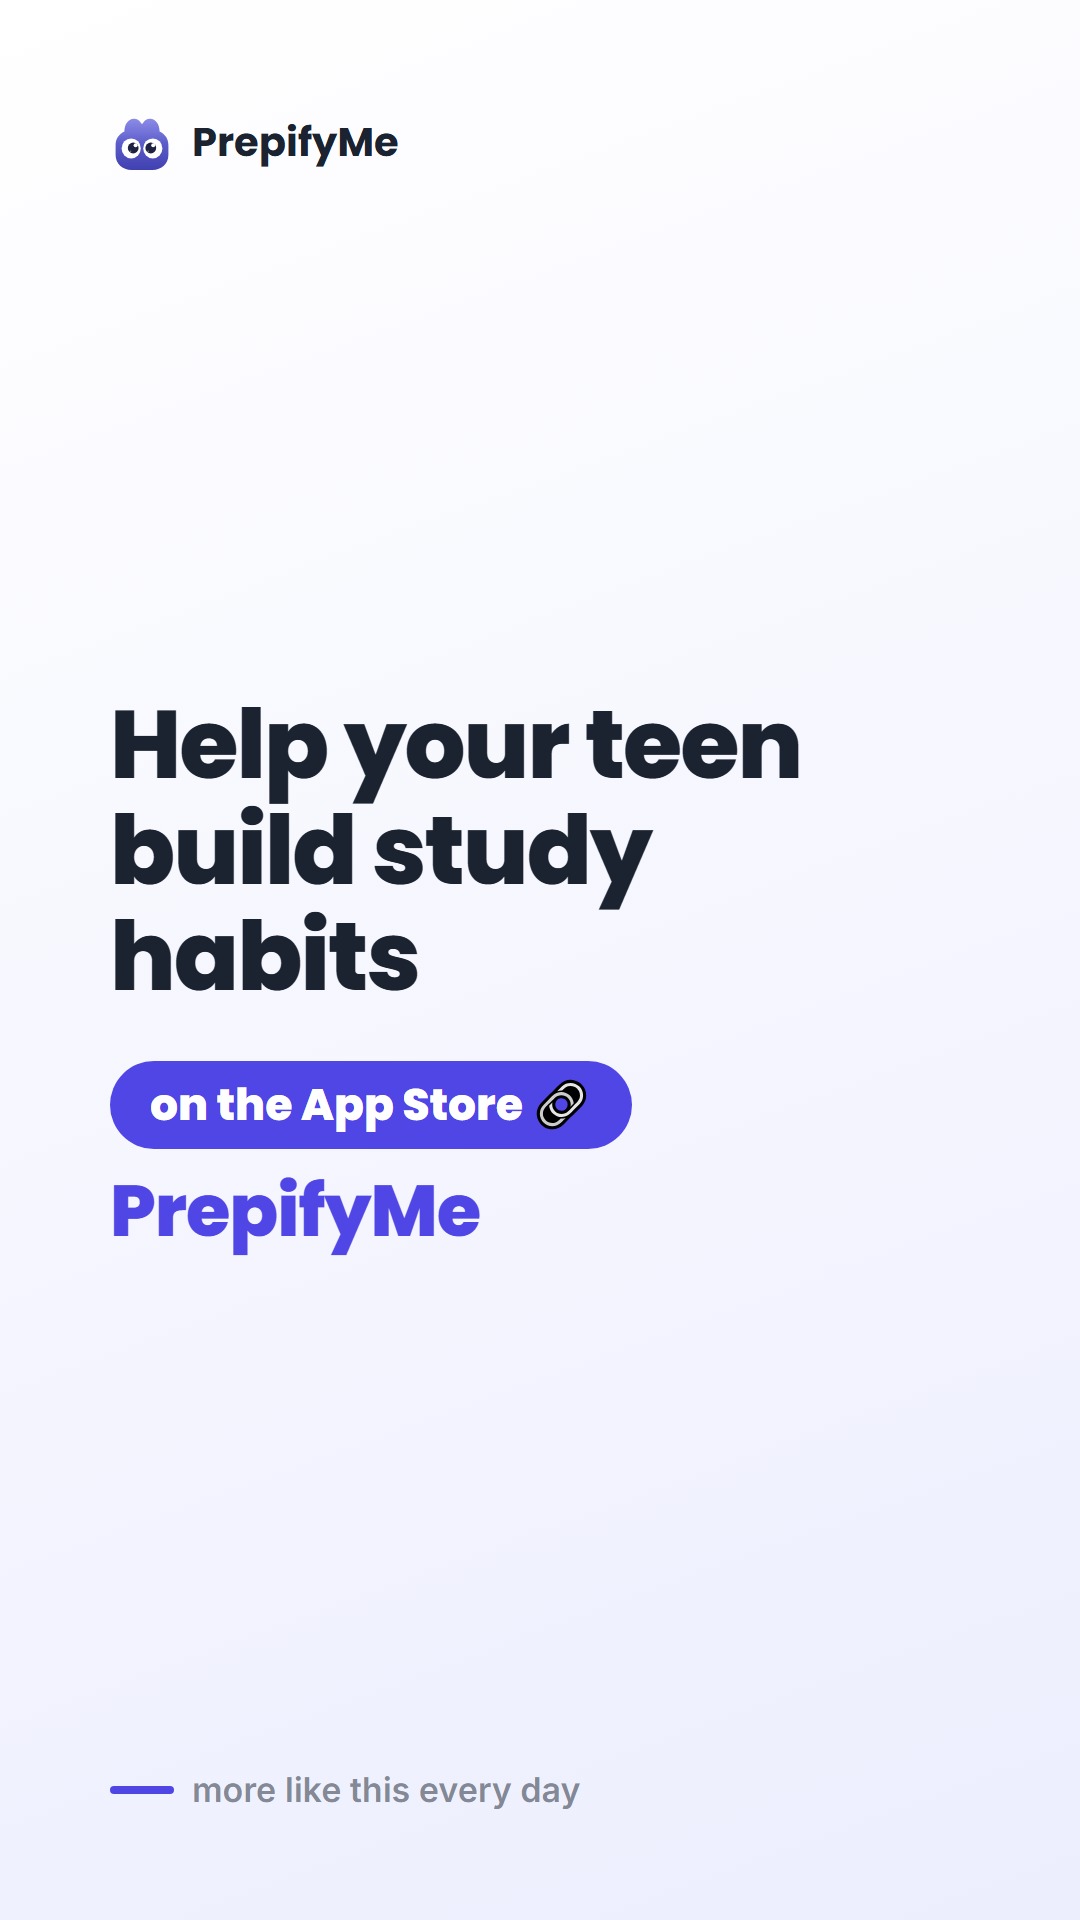 PrepifyMe
Help your teen
build study
habits
on the App Store 🔗
PrepifyMe
more like this every day